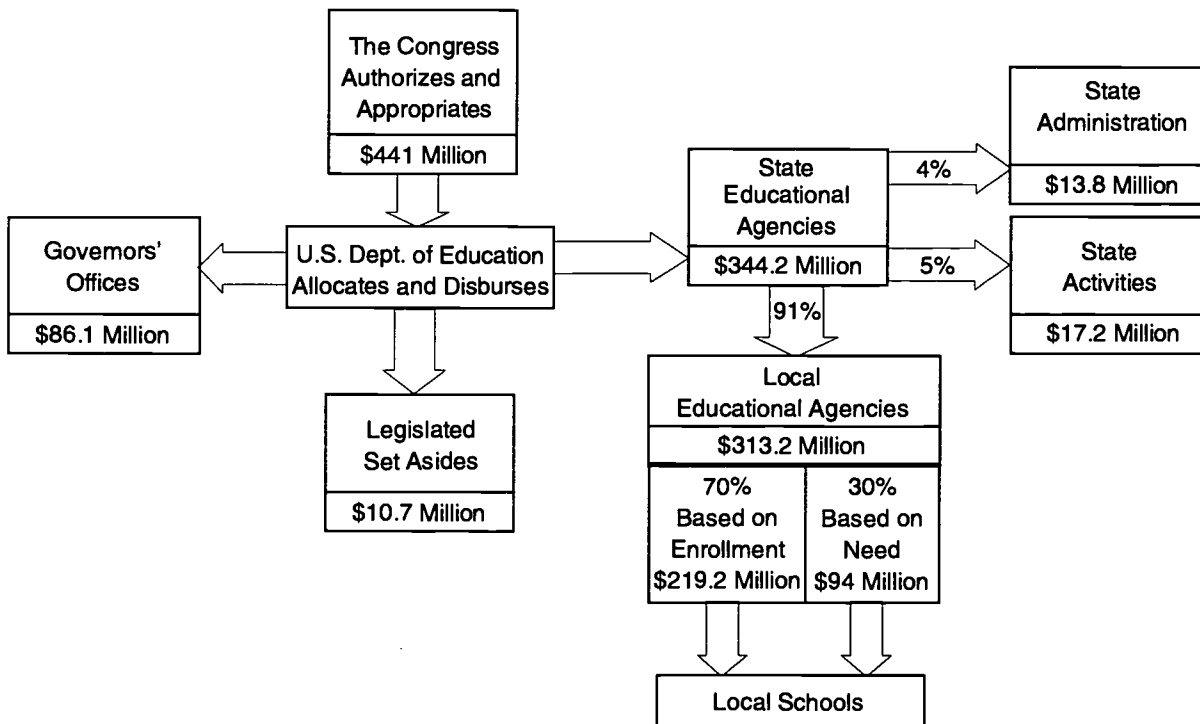 The Congress
Authorizes and
Appropriates
$441 Million
U.S. Dept. of Education
Allocates and Disburses
Governors'
Offices
$86.1 Million
Legislated
Set Asides
$10.7 Million
State
Educational
Agencies
$344.2 Million
4%
State
Administration
$13.8 Million
5%
State
Activities
$17.2 Million
91%
Local
Educational Agencies
$313.2 Million
70%
Based on
Enrollment
$219.2 Million
30%
Based on
Need
$94 Million
Local Schools